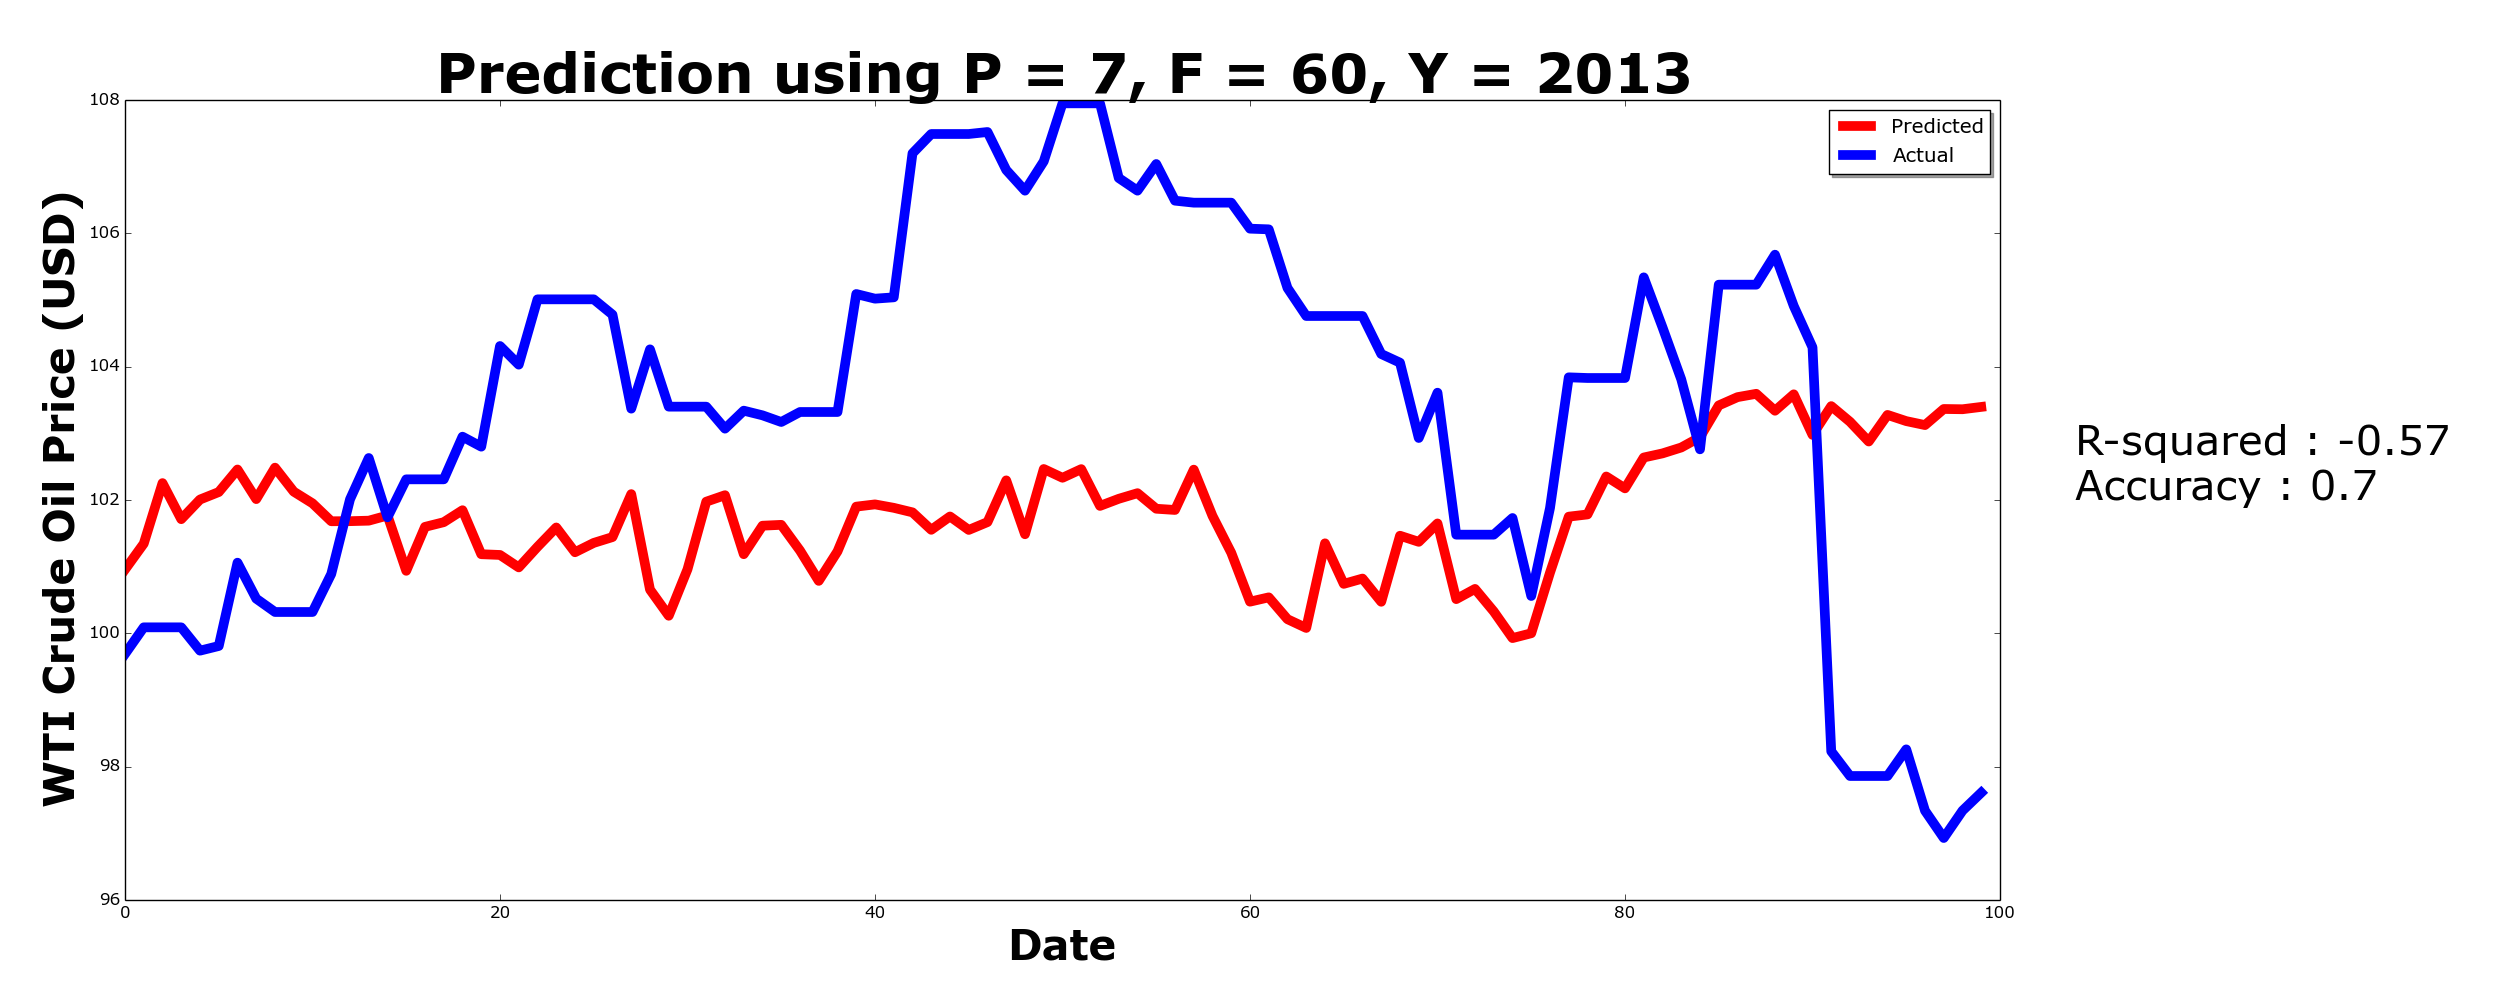 Prediction using P = 7, F = 60, Y = 2013
WTI Crude Oil Price (USD)
108
106
104
102
100
98
96
0 20 40 60 80 100
Date
Predicted
Actual
R-squared : -0.57
Accuracy : 0.7